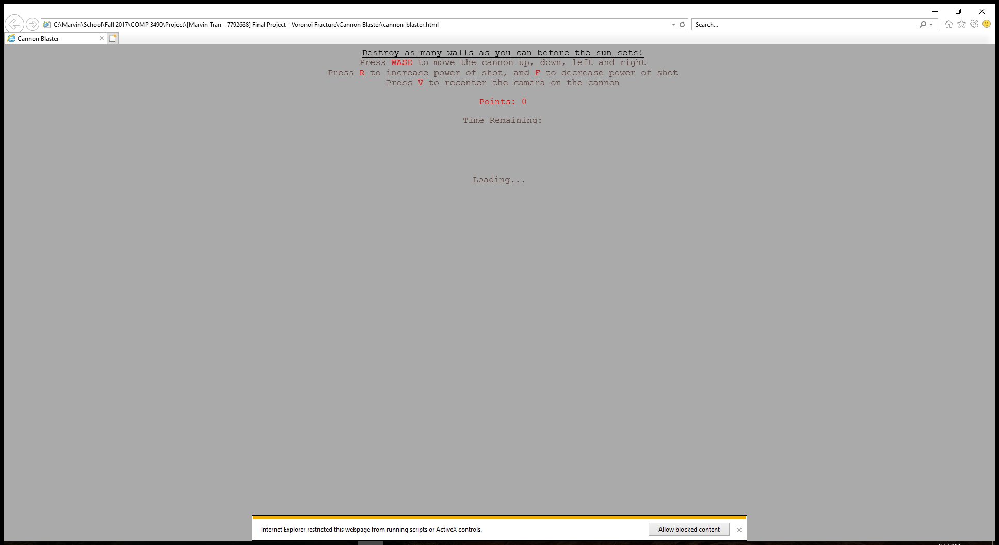 C:\Marvin\School\Fall 2017\COMP 3490\Project\[Marvin Tran - 7792638] Final Project - Voronoi Fracture\Cannon Blaster\cannon-blaster.html
Search...
Cannon Blaster
Destroy as many walls as you can before the sun sets!
Press WASD to move the cannon up, down, left and right
Press R to increase power of shot, and F to decrease power of shot
Press V to recenter the camera on the cannon
Points: 0
Time Remaining:
Loading...
Internet Explorer restricted this webpage from running scripts or ActiveX controls.
Allow blocked content